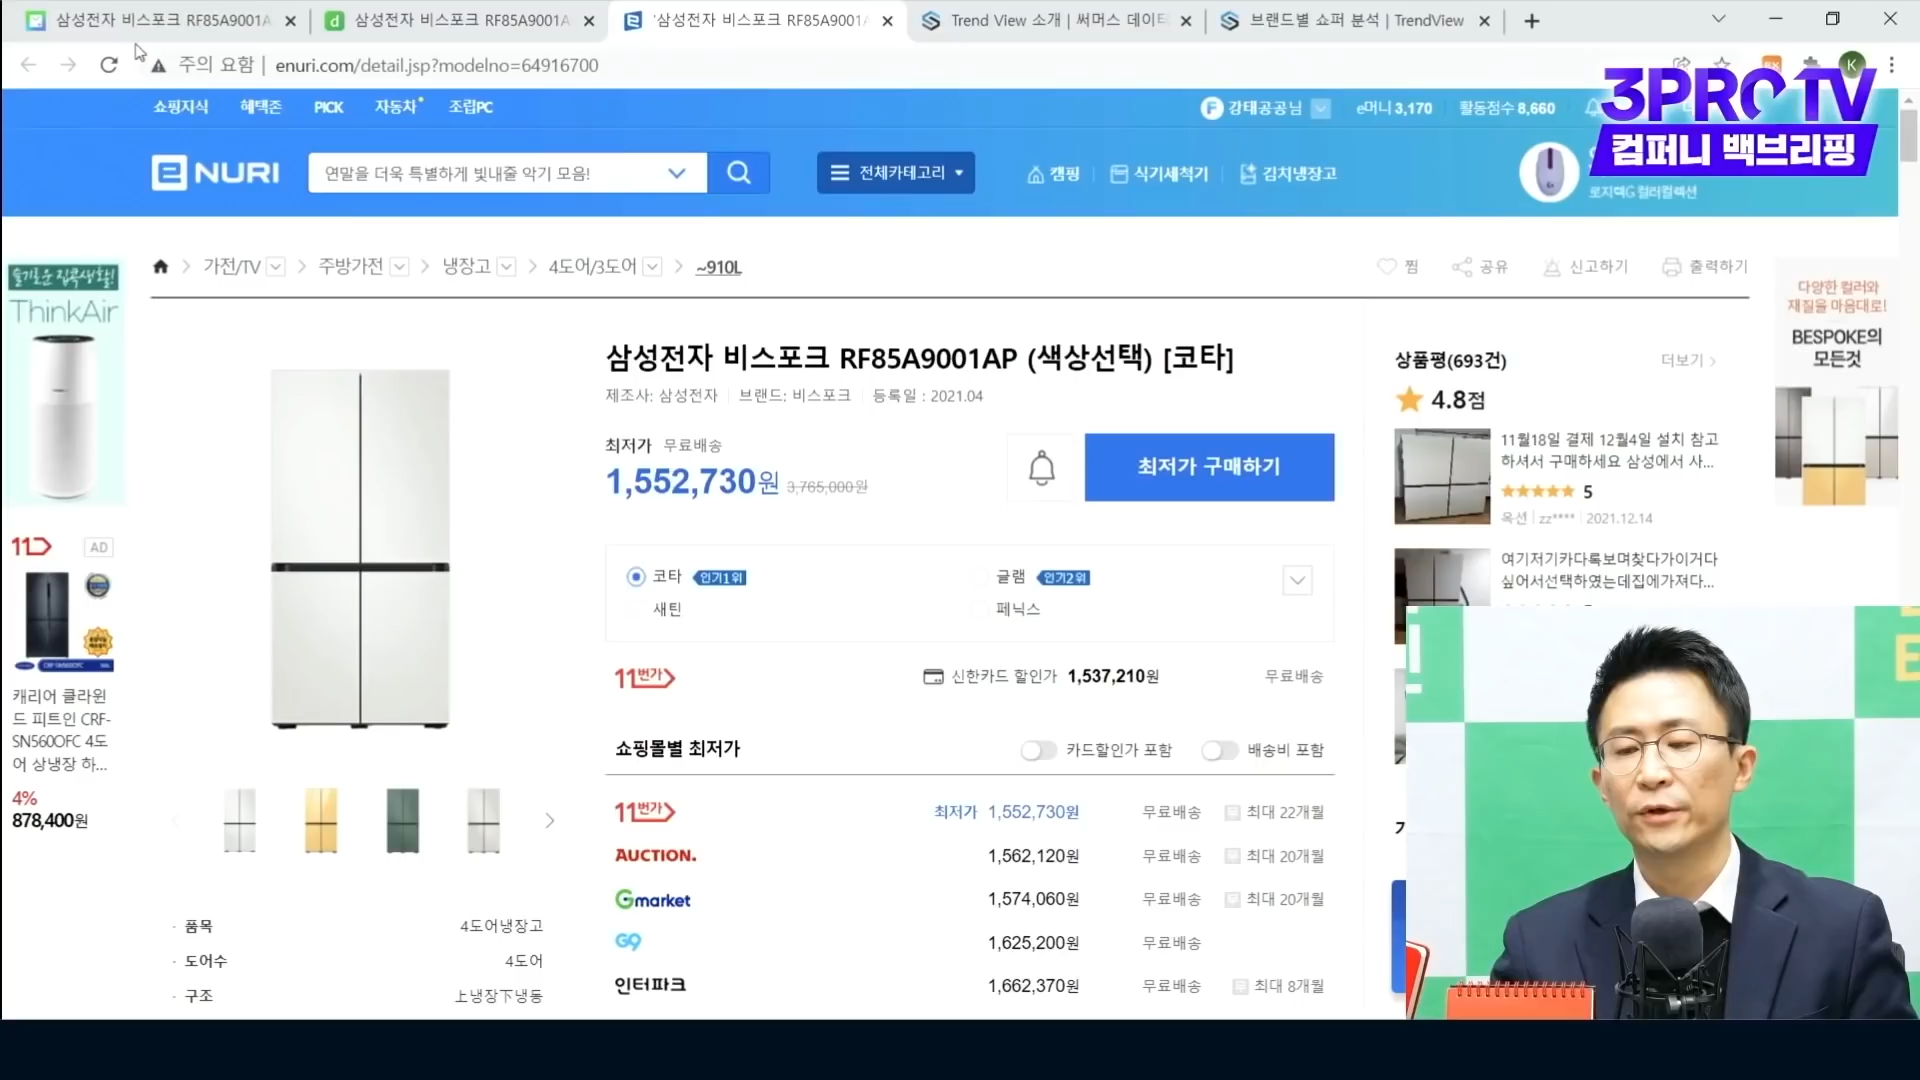 삼성전자 비스포크 RF85A9001A
삼성전자 비스포크 RF85A9001A
'삼성전자 비스포크 RF85A9001
Trend View 소개 | 써머스 데이터
브랜드별 쇼퍼 분석 | TrendView
주의 요함
enuri.com/detail.jsp?modelno=64916700
K
쇼핑지식
혜택존
PICK
자동차
조립PC
강태공공님
e머니 3,170
활동점수 8,660
3PROTV
컴퍼니 백브리핑
ENURI
연말을 더욱 특별하게 빛내줄 악기 모음!
전체카테고리
캠핑
식기세척기
김치냉장고
로지텍G 컬러컬렉션
가전/TV
주방가전
냉장고
4도어/3도어
~910L
찜
공유
신고하기
출력하기
슬기로운 집콕생활!
ThinkAir
11
AD
캐리어 클라윈
드 피트인 CRF-
SN560OFC 4도
어 상냉장 하...
4%
878,400원
삼성전자 비스포크 RF85A9001AP (색상선택) [코타]
제조사: 삼성전자
브랜드: 비스포크
등록일 : 2021.04
최저가 무료배송
1,552,730원 3,765,000원
최저가 구매하기
코타 인기1위
글램 인기2위
새틴
페닉스
11번가
신한카드 할인가 1,537,210원
무료배송
쇼핑몰별 최저가
카드할인가 포함
배송비 포함
11번가 최저가 1,552,730원 무료배송 최대 22개월
AUCTION. 1,562,120원 무료배송 최대 20개월
Gmarket 1,574,060원 무료배송 최대 20개월
G9 1,625,200원 무료배송
인터파크 1,662,370원 무료배송 최대 8개월
· 품목 4도어냉장고
· 도어수 4도어
· 구조 上냉장下냉동
상품평(693건)
더보기
4.8점
11월18일 결제 12월4일 설치 참고
하셔서 구매하세요 삼성에서 사...
5
옥션 | zz**** | 2021.12.14
여기저기카다록보며찾다가이거다
싶어서선택하였는데집에가져다...
다양한 컬러와
재질을 마음대로!
BESPOKE의
모든것